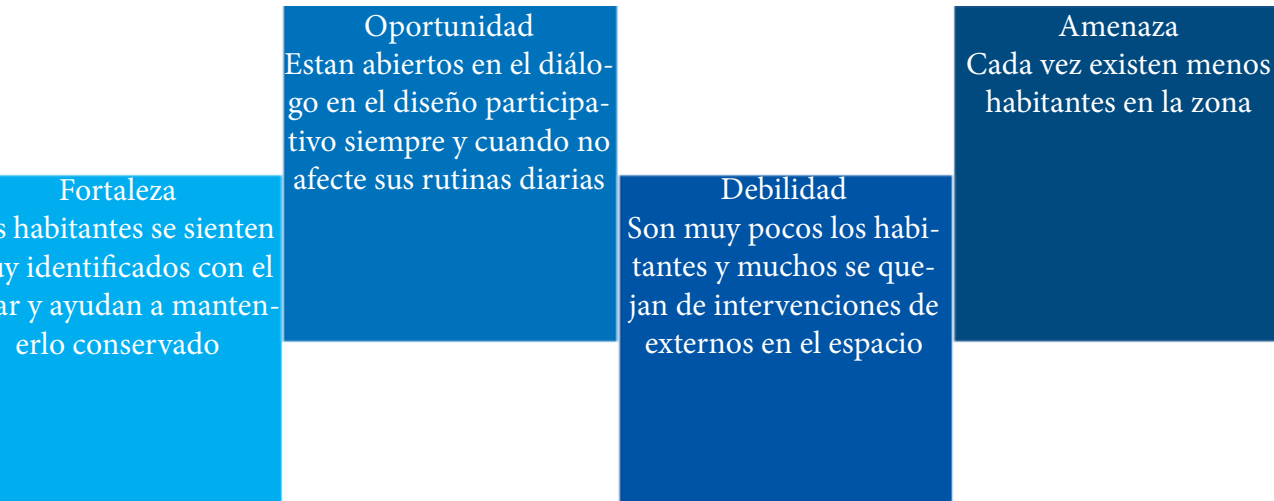 Fortaleza
s habitantes se sienten
uy identificados con el
ar y ayudan a manten-
erlo conservado
Oportunidad
Estan abiertos en el diálo-
go en el diseño participa-
tivo siempre y cuando no
afecte sus rutinas diarias
Debilidad
Son muy pocos los habi-
tantes y muchos se que-
jan de intervenciones de
externos en el espacio
Amenaza
Cada vez existen menos
habitantes en la zona